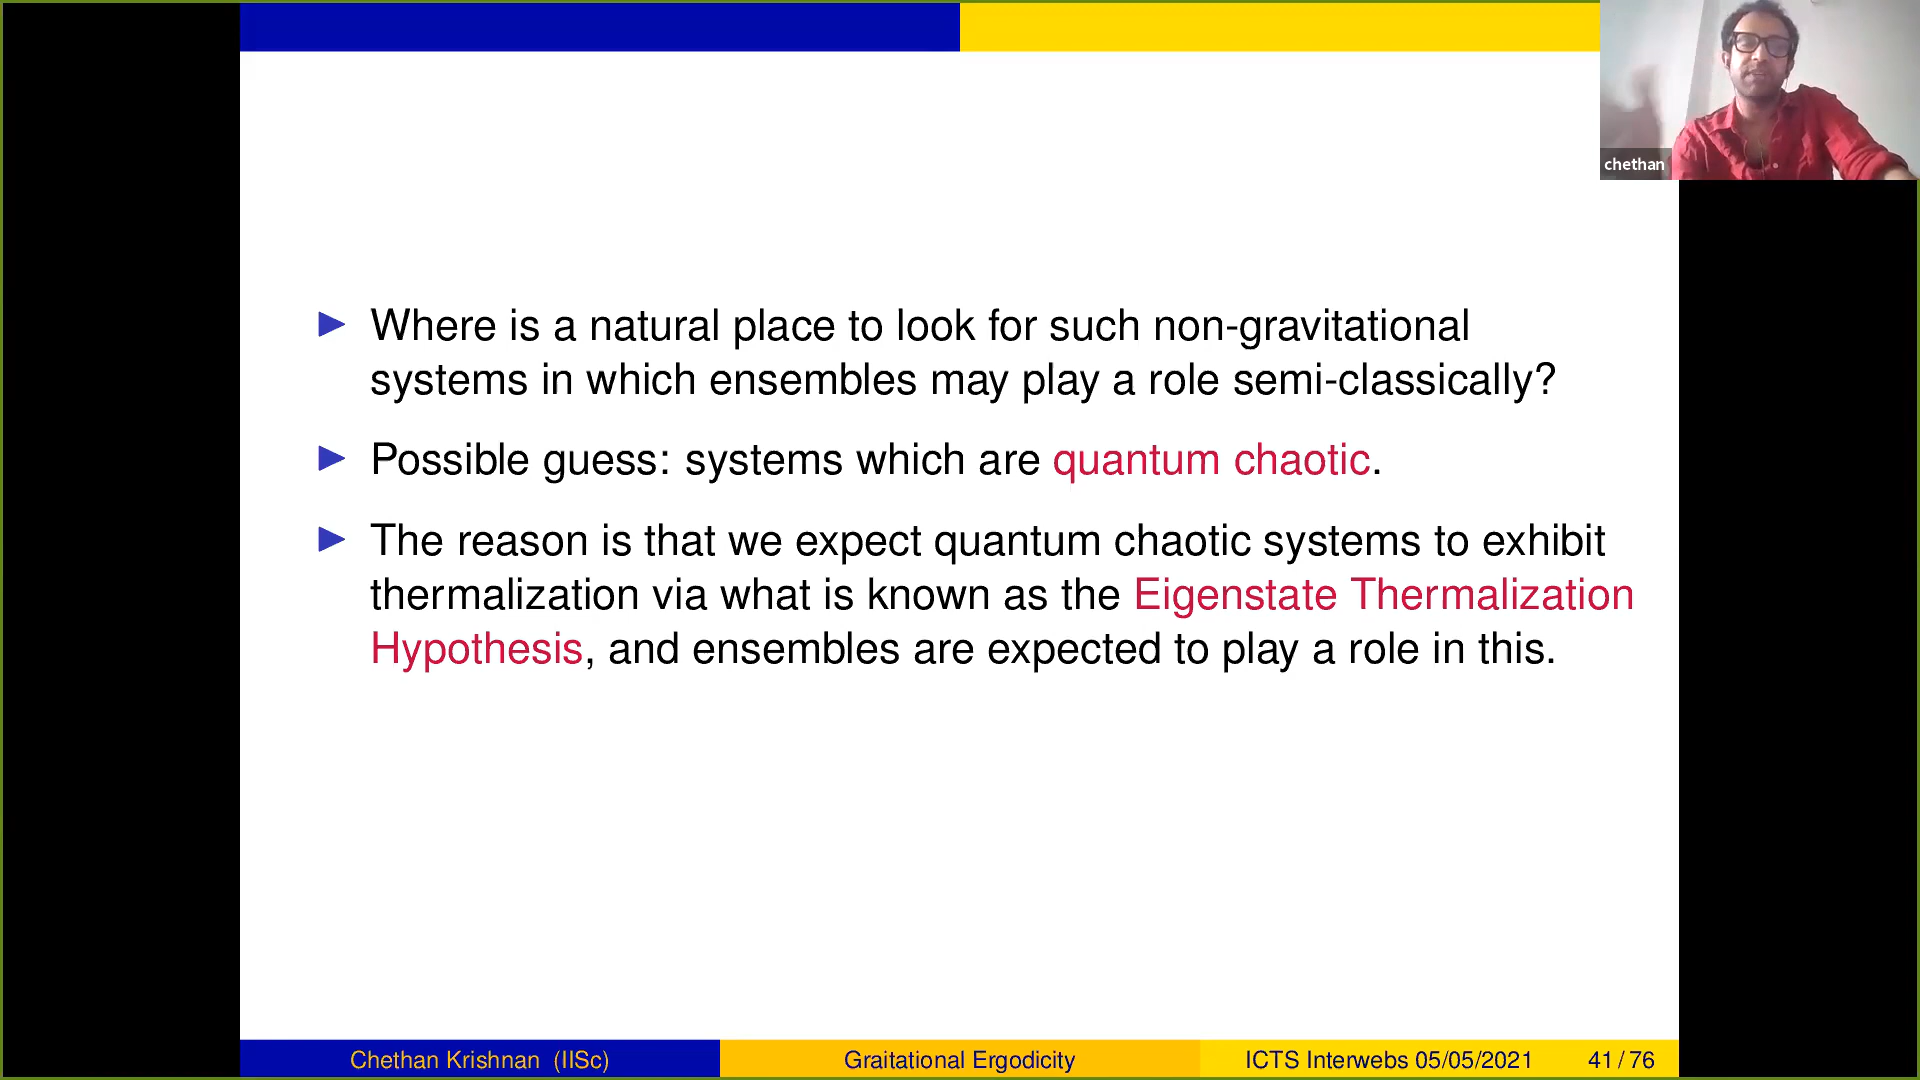 chethan
Where is a natural place to look for such non-gravitational
systems in which ensembles may play a role semi-classically?
Possible guess: systems which are quantum chaotic.
The reason is that we expect quantum chaotic systems to exhibit
thermalization via what is known as the Eigenstate Thermalization
Hypothesis, and ensembles are expected to play a role in this.
Chethan Krishnan (IISc) Graitational Ergodicity ICTS Interwebs 05/05/2021 41 / 76